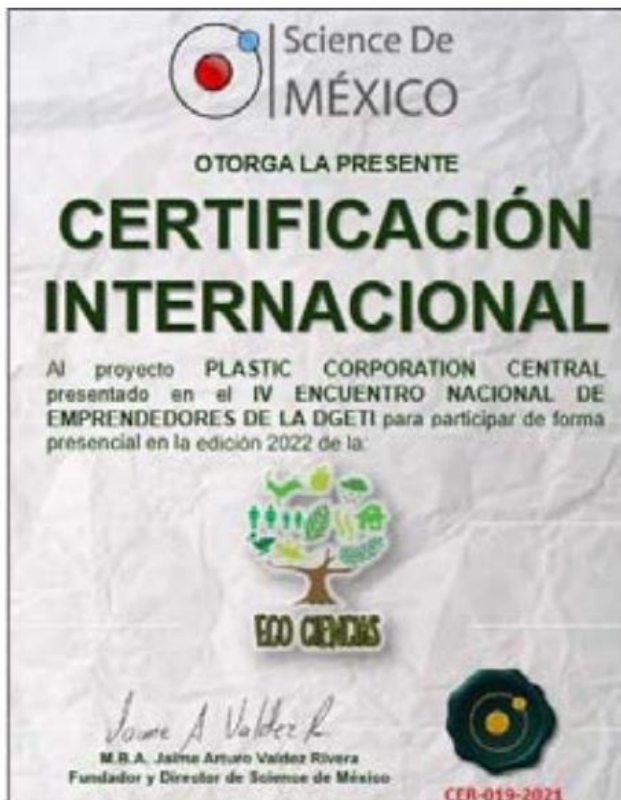 Science De
MÉXICO
OTORGA LA PRESENTE
CERTIFICACIÓN
INTERNACIONAL
Al proyecto PLASTIC CORPORATION CENTRAL
presentado en el IV ENCUENTRO NACIONAL DE
EMPRENDEDORES DE LA DGETI para participar de forma
presencial en la edición 2022 de la:
ECO CIENCIAS
Jaime A Valdez R
M.B.A. Jaime Arturo Valdez Rivera
Fundador y Director de Science de México
CER-019-2021